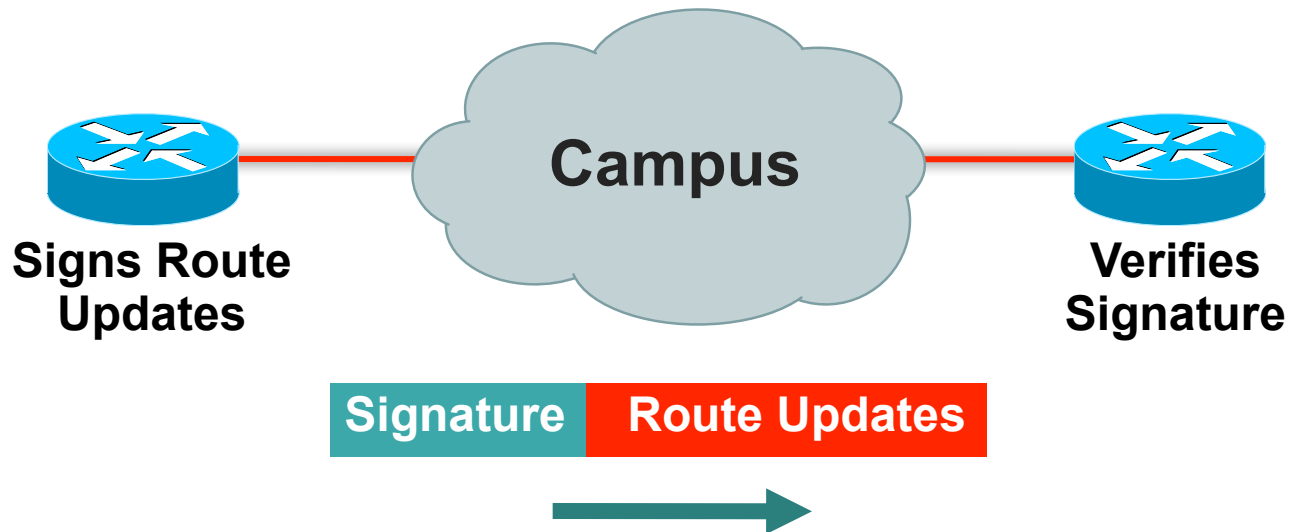 Campus
Signs Route
Updates
Verifies
Signature
Signature Route Updates